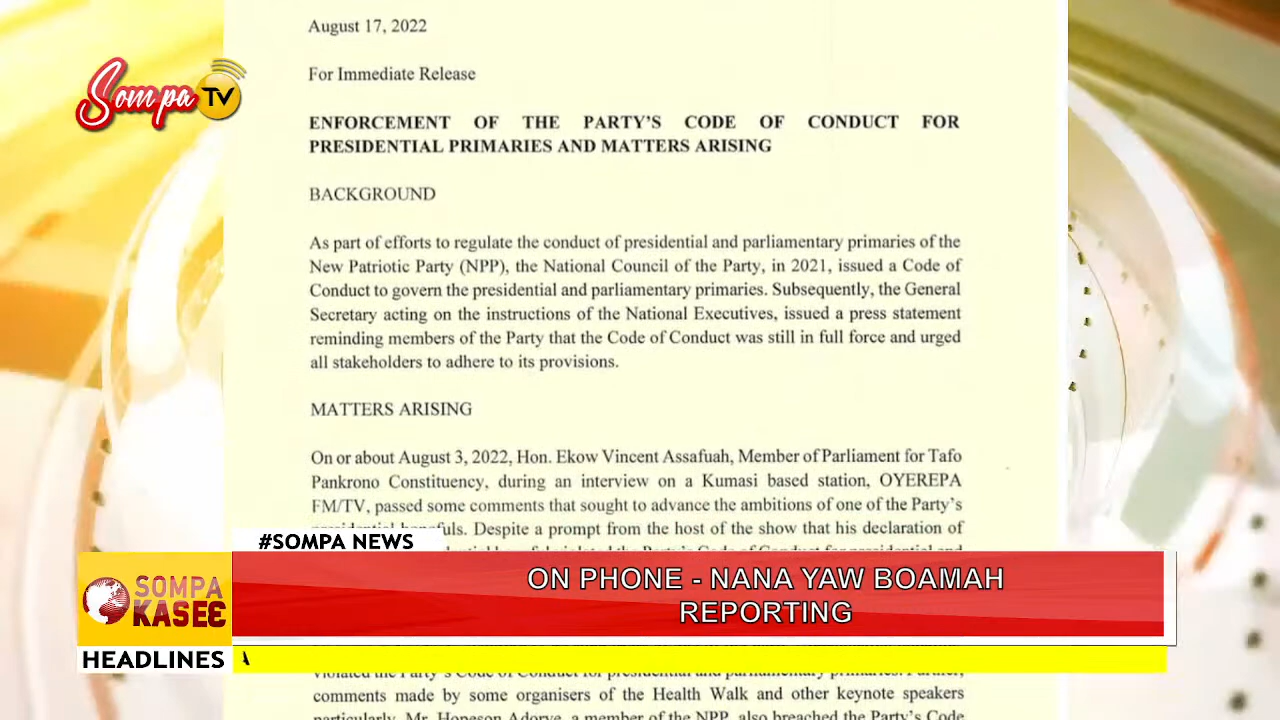 August 17, 2022
Sompa TV
For Immediate Release
ENFORCEMENT OF THE PARTY'S CODE OF CONDUCT FOR
PRESIDENTIAL PRIMARIES AND MATTERS ARISING
BACKGROUND
As part of efforts to regulate the conduct of presidential and parliamentary primaries of the
New Patriotic Party (NPP), the National Council of the Party, in 2021, issued a Code of
Conduct to govern the presidential and parliamentary primaries. Subsequently, the General
Secretary acting on the instructions of the National Executives, issued a press statement
reminding members of the Party that the Code of Conduct was still in full force and urged
all stakeholders to adhere to its provisions.
MATTERS ARISING
On or about August 3, 2022, Hon. Ekow Vincent Assafuah, Member of Parliament for Tafo
Pankrono Constituency, during an interview on a Kumasi based station, OYEREPA
FM/TV, passed some comments that sought to advance the ambitions of one of the Party's
Despite a prompt from the host of the show that his declaration of
#SOMPA NEWS
ON PHONE - NANA YAW BOAMAH
REPORTING
SOMPA
KASEE
HEADLINES
comments made by some organisers of the Health Walk and other keynote speakers
particularly, Mr. Hopeson Adorye, a member of the NPP, also breached the Party's Code